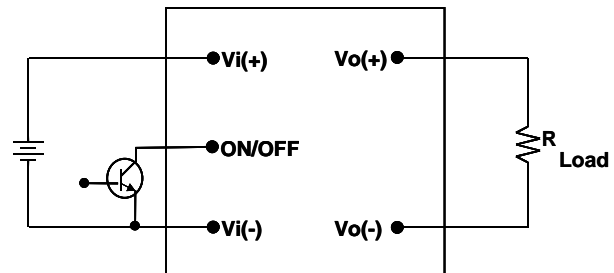 Vi(+)
Vo(+)
ON/OFF
R
Load
Vi(-)
Vo(-)